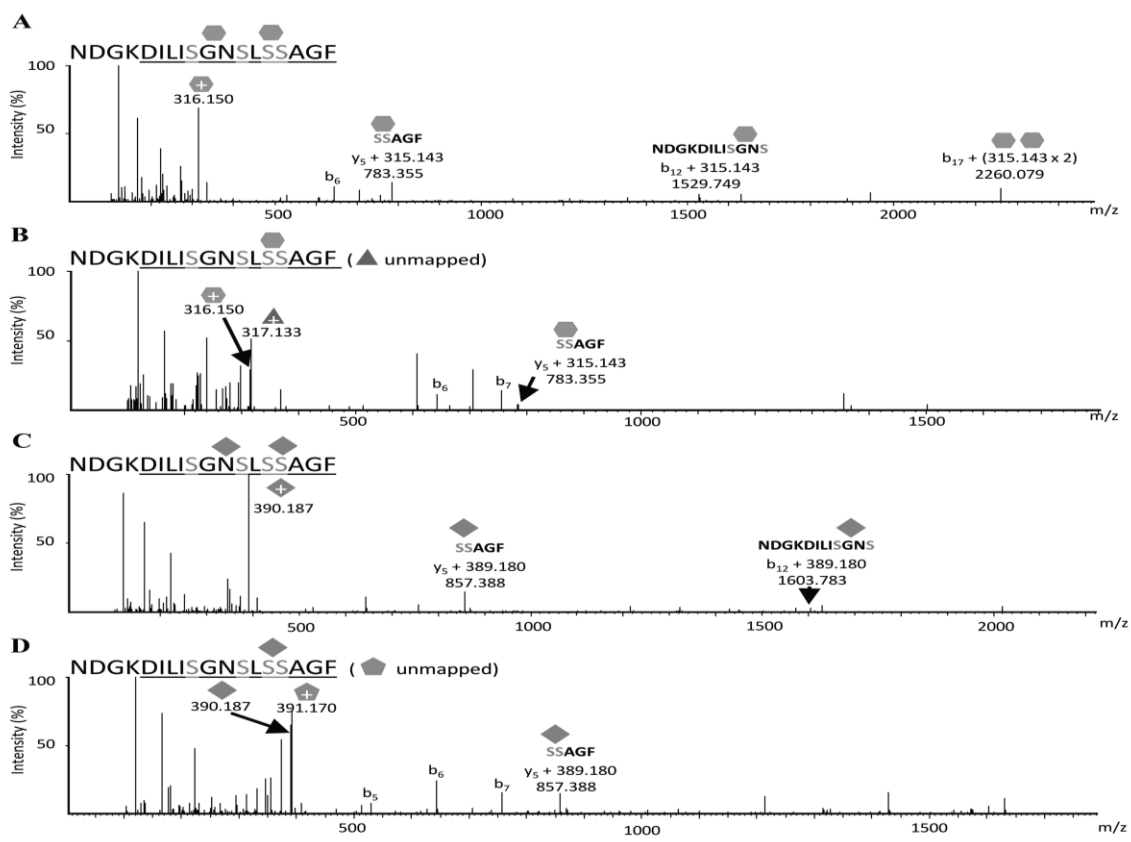 A
NDGKDILISGNSLSSAGF
100
50
Intensity (%)
+
316.150
SSAGF
y5 + 315.143
783.355
b6
NDGKDILISGNS
b12 + 315.143
1529.749
b17 + (315.143 x 2)
2260.079
500
1000
1500
2000
m/z
B
NDGKDILISGNSLSSAGF ( unmapped)
100
50
Intensity (%)
+
316.150
+
317.133
SSAGF
y5 + 315.143
783.355
b6
b7
500
1000
1500
m/z
C
NDGKDILISGNSLSSAGF
100
50
Intensity (%)
+
390.187
SSAGF
y5 + 389.180
857.388
NDGKDILISGNS
b12 + 389.180
1603.783
500
1000
1500
2000
m/z
D
NDGKDILISGNSLSSAGF ( unmapped)
100
50
Intensity (%)
390.187
+
391.170
SSAGF
y5 + 389.180
857.388
b5
b6
b7
500
1000
1500
m/z